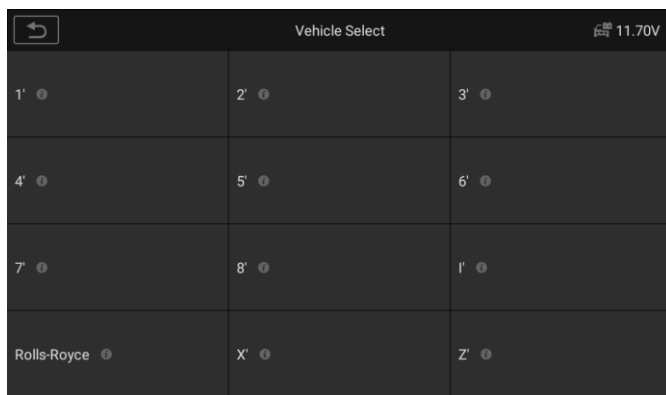 Vehicle Select 11.70V
1' 2' 3'
4' 5' 6'
7' 8' I'
Rolls-Royce X' Z'